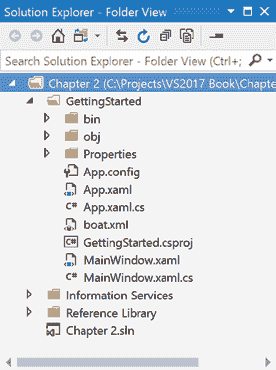 Solution Explorer - Folder View
Search Solution Explorer - Folder View (Ctrl+;
Chapter 2 (C:\Projects\VS2017 Book\Chapte
GettingStarted
bin
obj
Properties
App.config
App.xaml
C# App.xaml.cs
boat.xml
C# GettingStarted.csproj
MainWindow.xaml
C# MainWindow.xaml.cs
Information Services
Reference Library
Chapter 2.sln